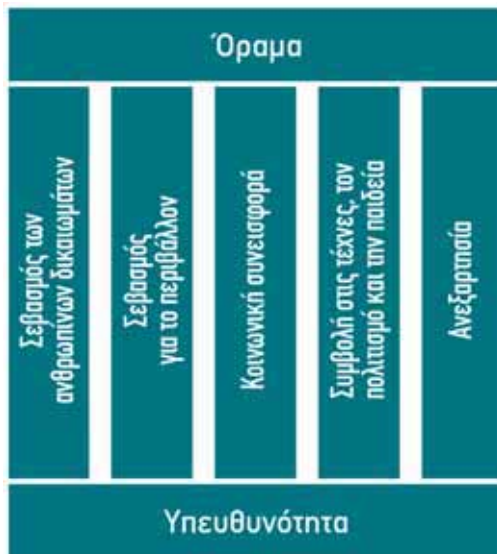 Όραμα
Σεβασμός των
ανθρωπίνων δικαιωμάτων
Σεβασμός
για το περιβάλλον
Κοινωνική συνεισφορά
Συμβολή στις τέχνες, τον
πολιτισμό και την παιδεία
Ανεξαρτησία
Υπευθυνότητα